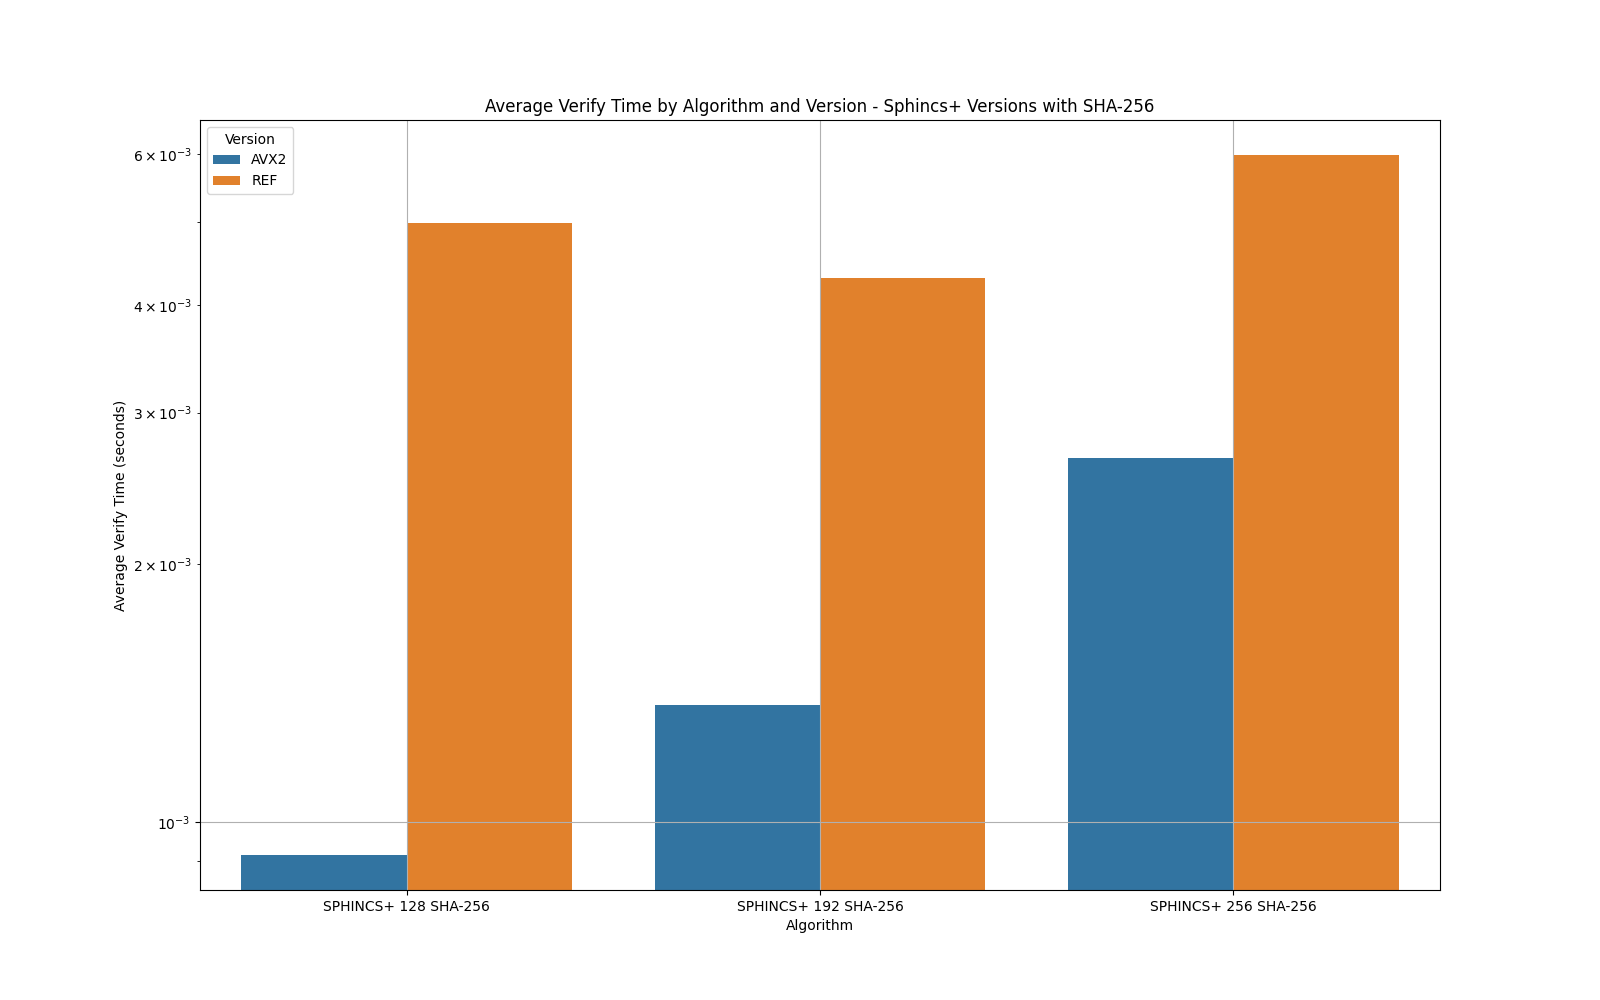 Average Verify Time by Algorithm and Version - Sphincs+ Versions with SHA-256
Version
AVX2
REF
6 × 10⁻³
4 × 10⁻³
3 × 10⁻³
2 × 10⁻³
10⁻³
Average Verify Time (seconds)
SPHINCS+ 128 SHA-256
SPHINCS+ 192 SHA-256
SPHINCS+ 256 SHA-256
Algorithm